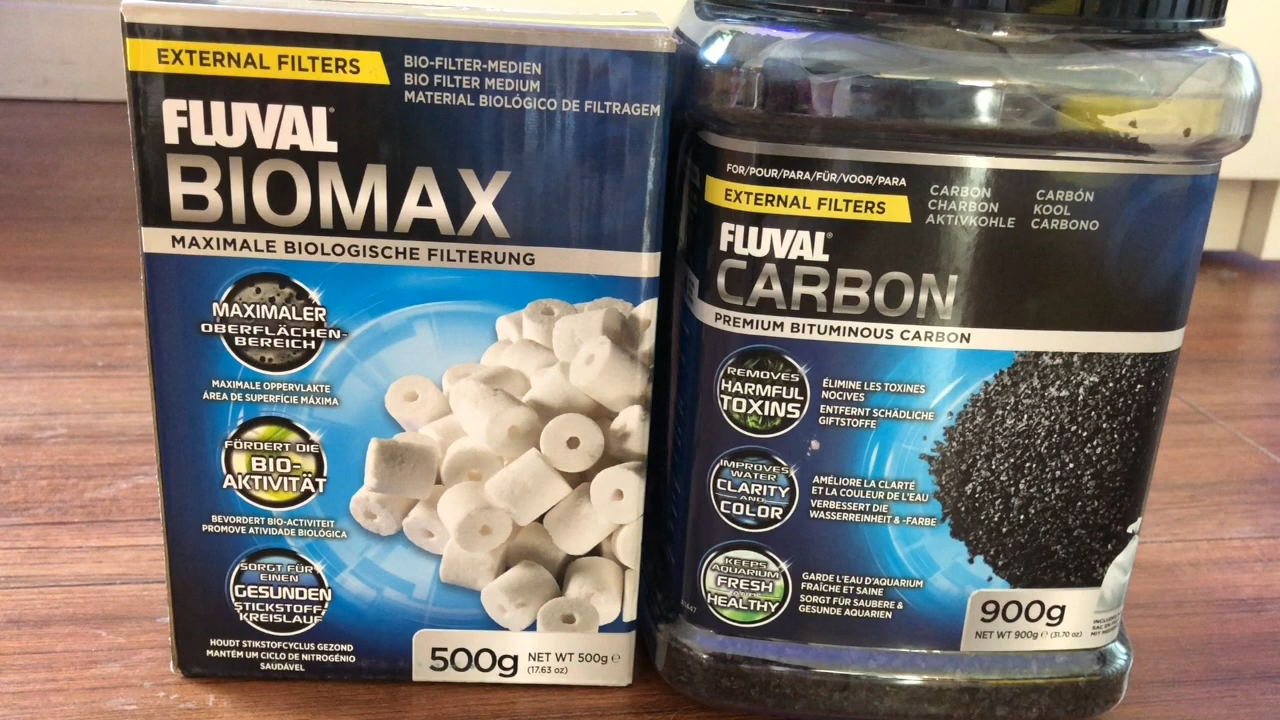 EXTERNAL FILTERS
BIO-FILTER-MEDIEN
BIO FILTER MEDIUM
MATERIAL BIOLÓGICO DE FILTRAGEM
FLUVAL
BIOMAX
MAXIMALE BIOLOGISCHE FILTERUNG
MAXIMALER
OBERFLÄCHEN-
BEREICH
MAXIMALE OPPERVLAKTE
ÁREA DE SUPERFÍCIE MÁXIMA
FÖRDERT DIE
BIO-
AKTIVITÄT
BEVORDERT BIO-ACTIVITEIT
PROMOVE ATIVIDADE BIOLÓGICA
SORGT FÜR
EINEN
GESUNDEN
STICKSTOFF-
KREISLAUF
HOUDT STIKSTOFCYCLUS GEZOND
MANTÉM UM CICLO DE NITROGÉNIO
SAUDÁVEL
500g
NET WT 500g ℮
(17.63 oz)
FOR/POUR/PARA/FÜR/VOOR/PARA
EXTERNAL FILTERS
CARBON
CHARBON
AKTIVKOHLE
CARBÓN
KOOL
CARBONO
FLUVAL®
CARBON
PREMIUM BITUMINOUS CARBON
REMOVES
HARMFUL
TOXINS
ÉLIMINE LES TOXINES
NOCIVES
ENTFERNT SCHÄDLICHE
GIFTSTOFFE
IMPROVES
WATER
CLARITY
AND
COLOR
AMÉLIORE LA CLARTÉ
ET LA COULEUR DE L'EAU
VERBESSERT DIE
WASSERREINHEIT & -FARBE
KEEPS
AQUARIUM
FRESH
HEALTHY
GARDE L'EAU D'AQUARIUM
FRAÎCHE ET SAINE
SORGT FÜR SAUBERE &
GESUNDE AQUARIEN
900g
NET WT 900g ℮ (31.70 oz)